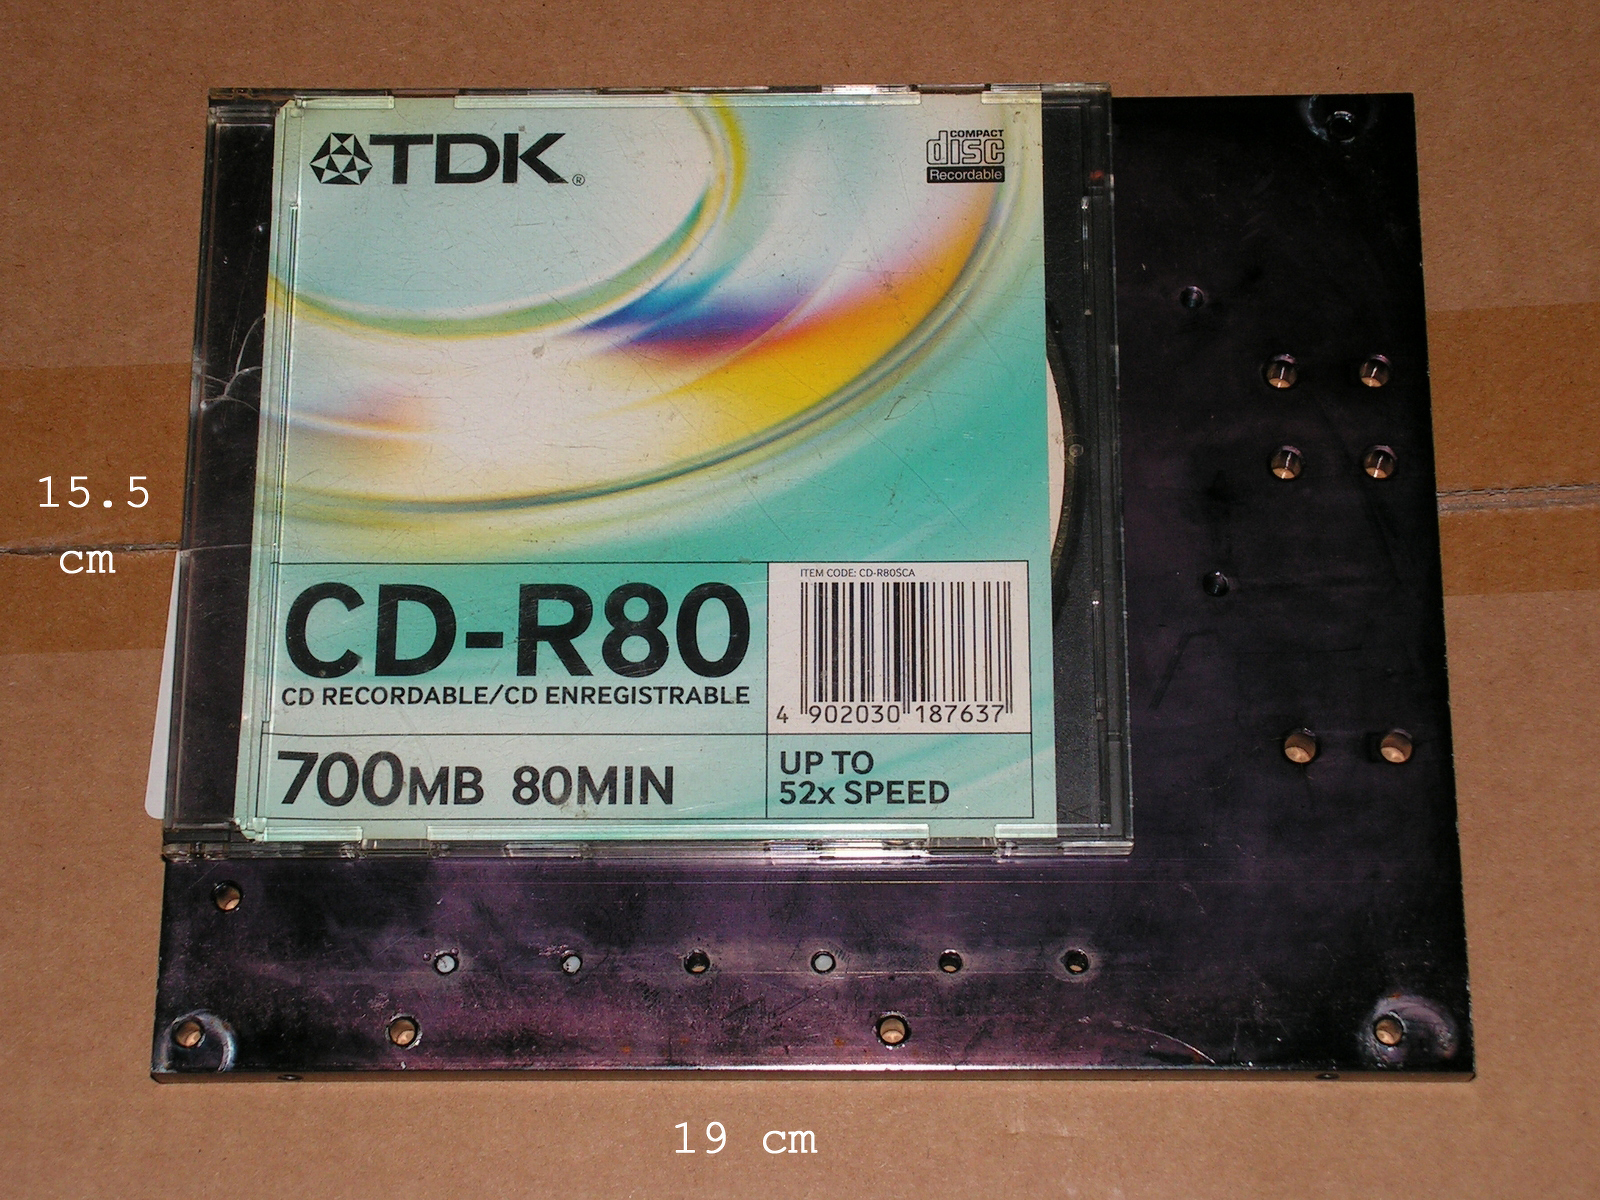 TDK®
COMPACT
disc
Recordable
15.5
cm
CD-R80
CD RECORDABLE/CD ENREGISTRABLE
ITEM CODE: CD-R80SCA
4 902030 187637
700MB 80MIN
UP TO
52x SPEED
19 cm